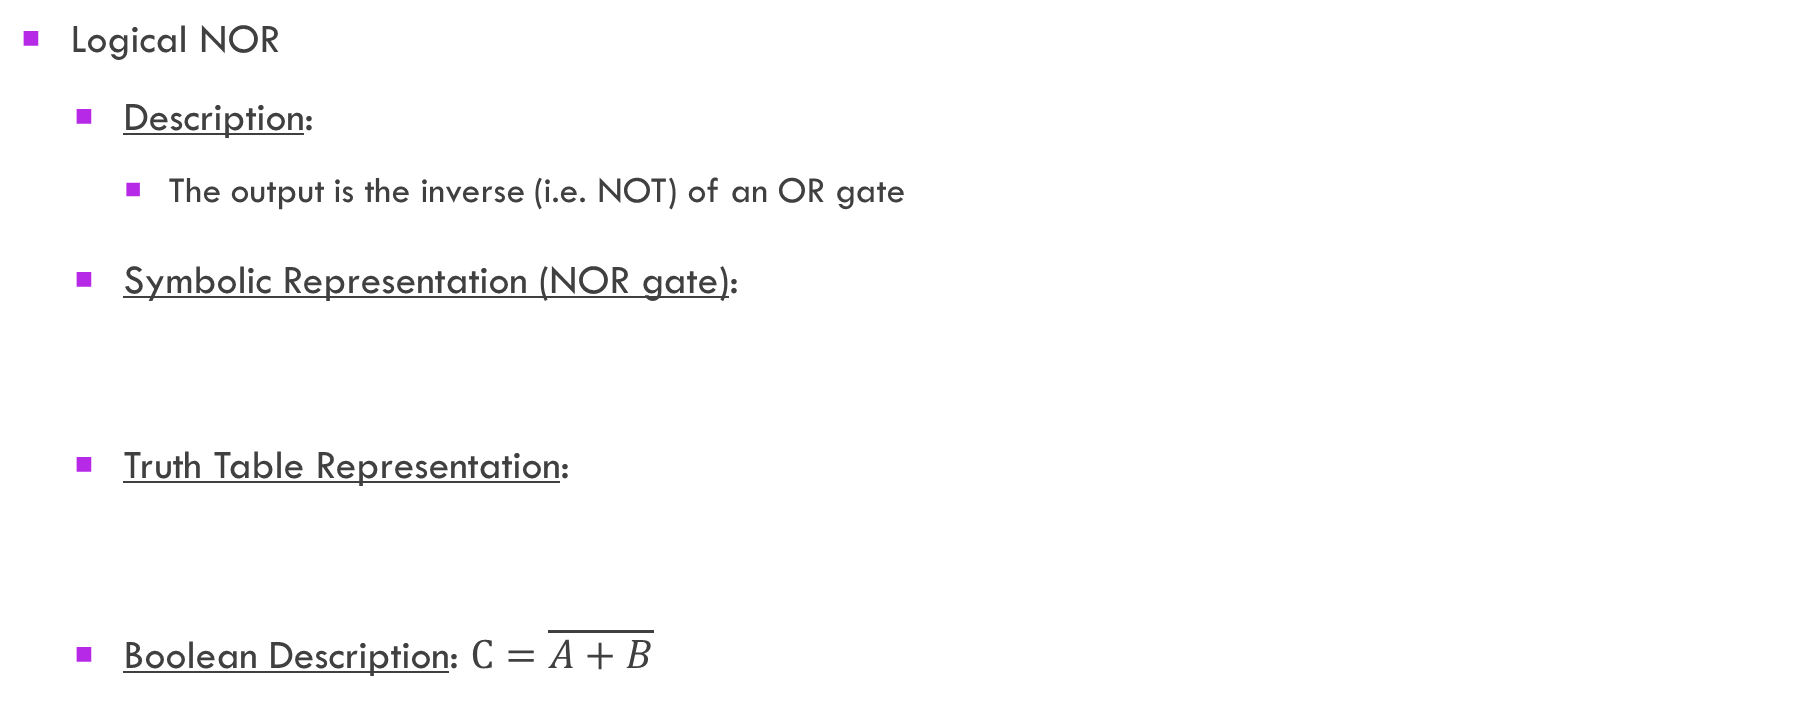 Logical NOR
Description:
The output is the inverse (i.e. NOT) of an OR gate
Symbolic Representation (NOR gate):
Truth Table Representation:
Boolean Description: C = \overline{A + B}